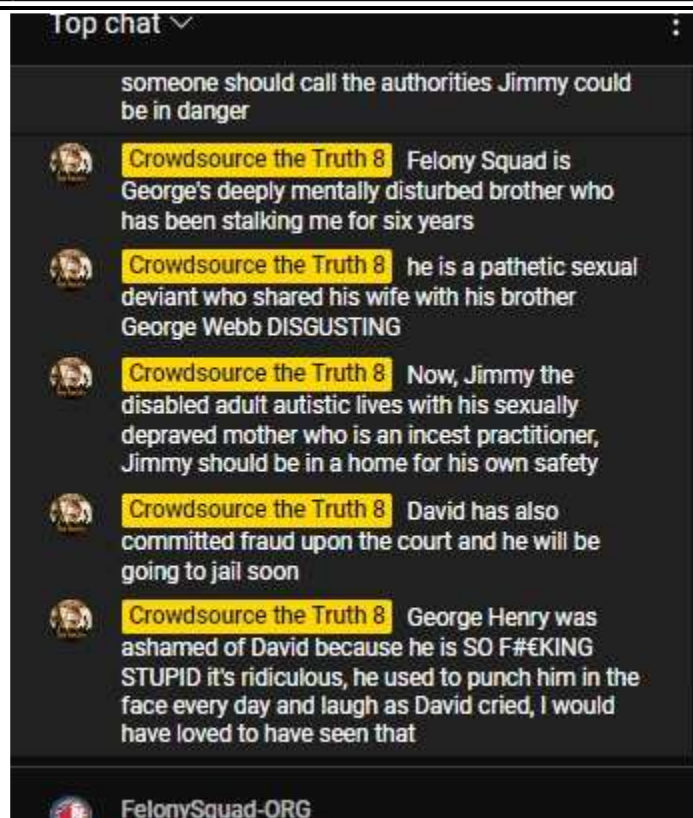 Top chat
someone should call the authorities Jimmy could
be in danger
Crowdsource the Truth 8 Felony Squad is
George's deeply mentally disturbed brother who
has been stalking me for six years
Crowdsource the Truth 8 he is a pathetic sexual
deviant who shared his wife with his brother
George Webb DISGUSTING
Crowdsource the Truth 8 Now, Jimmy the
disabled adult autistic lives with his sexually
depraved mother who is an incest practitioner,
Jimmy should be in a home for his own safety
Crowdsource the Truth 8 David has also
committed fraud upon the court and he will be
going to jail soon
Crowdsource the Truth 8 George Henry was
ashamed of David because he is SO F#€KING
STUPID it's ridiculous, he used to punch him in the
face every day and laugh as David cried, I would
have loved to have seen that
FelonySquad-ORG